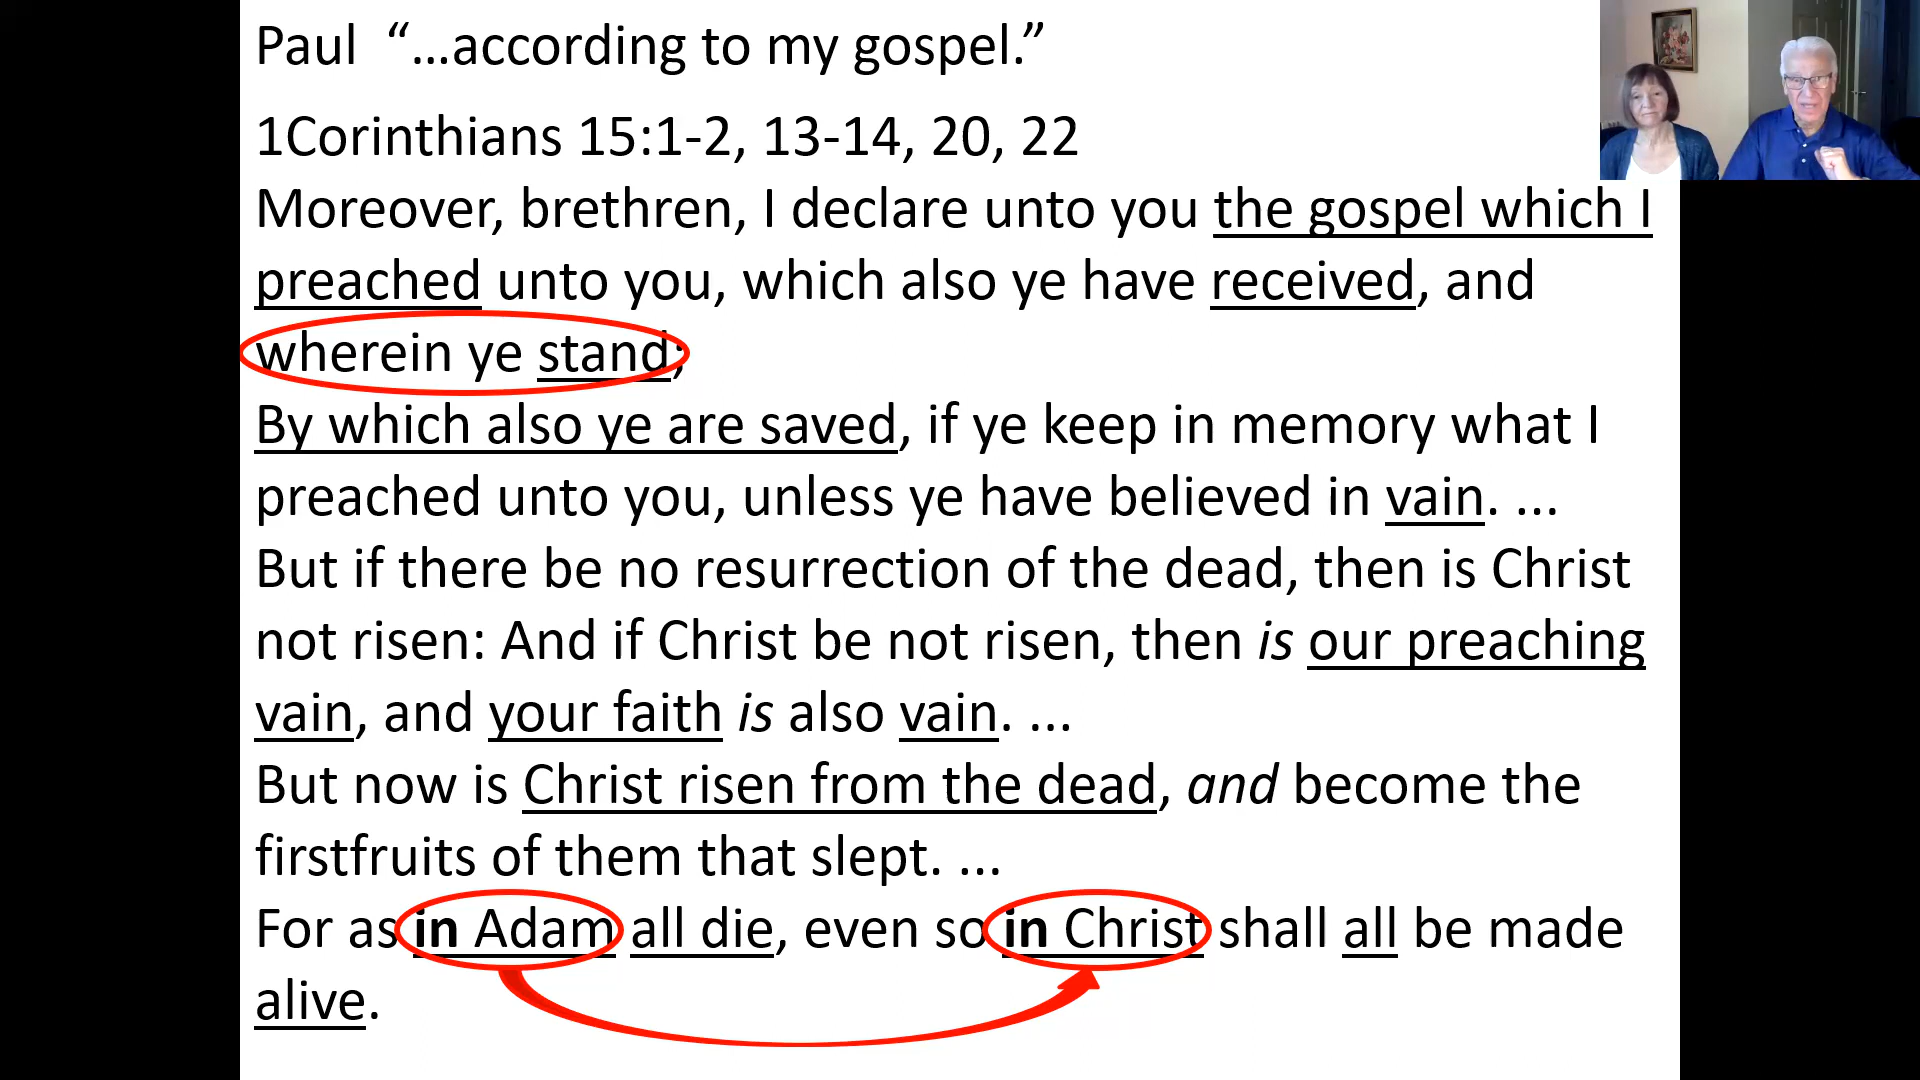 Paul “...according to my gospel.”
1Corinthians 15:1-2, 13-14, 20, 22
Moreover, brethren, I declare unto you the gospel which I
preached unto you, which also ye have received, and
wherein ye stand;
By which also ye are saved, if ye keep in memory what I
preached unto you, unless ye have believed in vain. ...
But if there be no resurrection of the dead, then is Christ
not risen: And if Christ be not risen, then is our preaching
vain, and your faith is also vain. ...
But now is Christ risen from the dead, and become the
firstfruits of them that slept. ...
For as in Adam all die, even so in Christ shall all be made
alive.